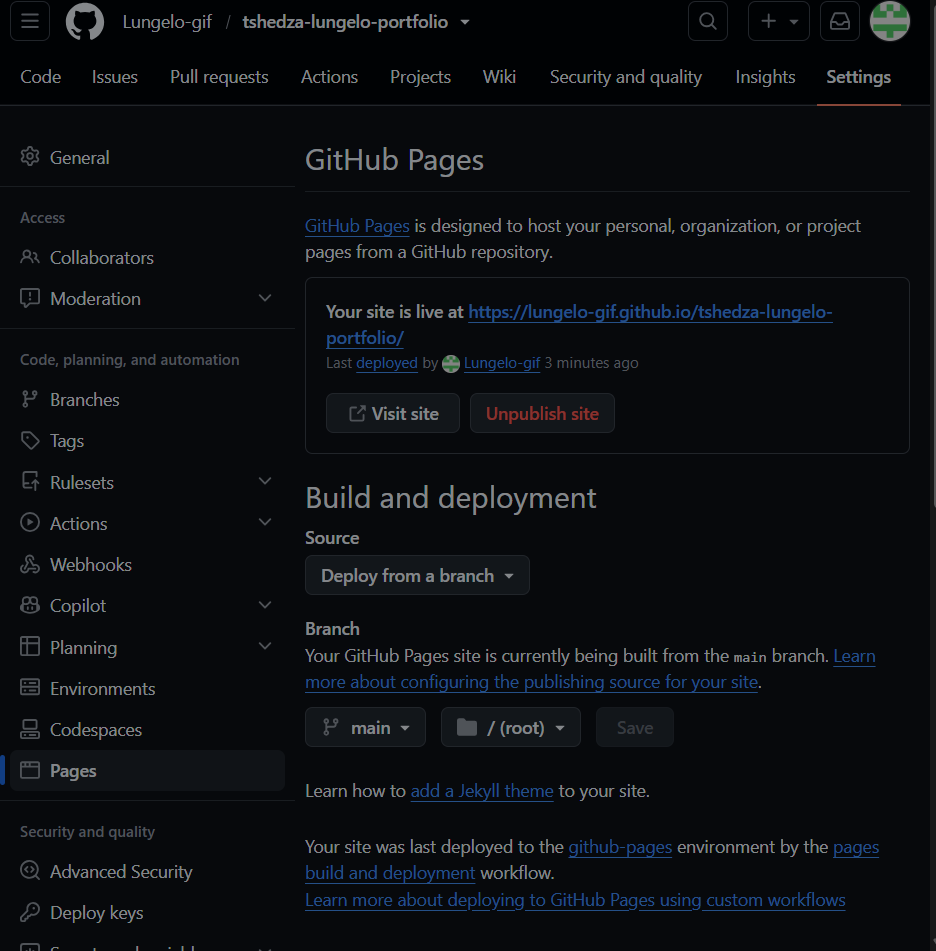 Lungelo-gif / tshedza-lungelo-portfolio
Code Issues Pull requests Actions Projects Wiki Security and quality Insights Settings
General
Access
Collaborators
Moderation
Code, planning, and automation
Branches
Tags
Rulesets
Actions
Webhooks
Copilot
Planning
Environments
Codespaces
Pages
Security and quality
Advanced Security
Deploy keys
GitHub Pages
GitHub Pages is designed to host your personal, organization, or project
pages from a GitHub repository.
Your site is live at https://lungelo-gif.github.io/tshedza-lungelo-
portfolio/
Last deployed by Lungelo-gif 3 minutes ago
Visit site Unpublish site
Build and deployment
Source
Deploy from a branch
Branch
Your GitHub Pages site is currently being built from the main branch. Learn
more about configuring the publishing source for your site.
main / (root) Save
Learn how to add a Jekyll theme to your site.
Your site was last deployed to the github-pages environment by the pages
build and deployment workflow.
Learn more about deploying to GitHub Pages using custom workflows